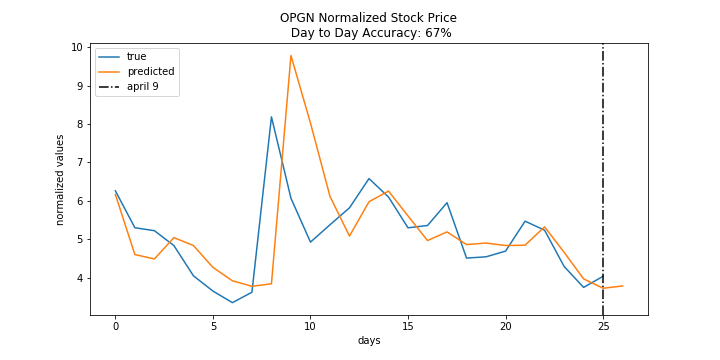 OPGN Normalized Stock Price
Day to Day Accuracy: 67%
true
predicted
april 9
normalized values
10
9
8
7
6
5
4
0
5
10
15
20
25
days